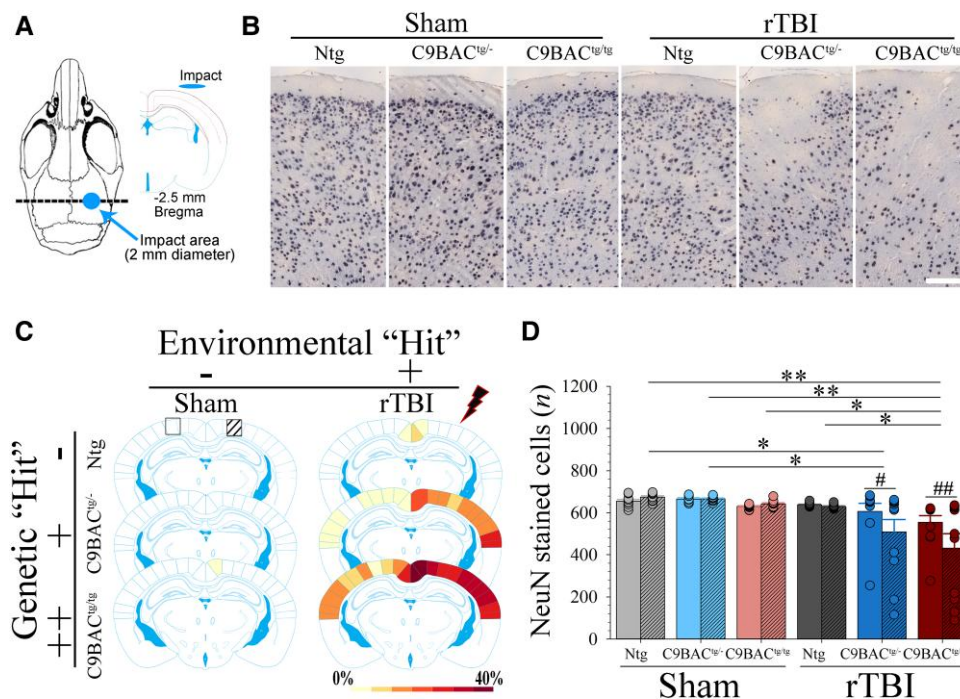 A
Impact
-2.5 mm
Bregma
Impact area
(2 mm diameter)
B
Sham
rTBI
Ntg
C9BACtg/-
C9BACtg/tg
Ntg
C9BACtg/-
C9BACtg/tg
C
Environmental “Hit”
-
+
Sham
rTBI
Genetic “Hit”
-
Ntg
+
C9BACtg/-
+
+
C9BACtg/tg
0%
40%
D
NeuN stained cells (n)
1200
1000
800
600
400
200
0
**
**
*
*
*
*
#
##
Ntg
C9BACtg/-
C9BACtg/tg
Ntg
C9BACtg/-
C9BACtg/
Sham
rTBI